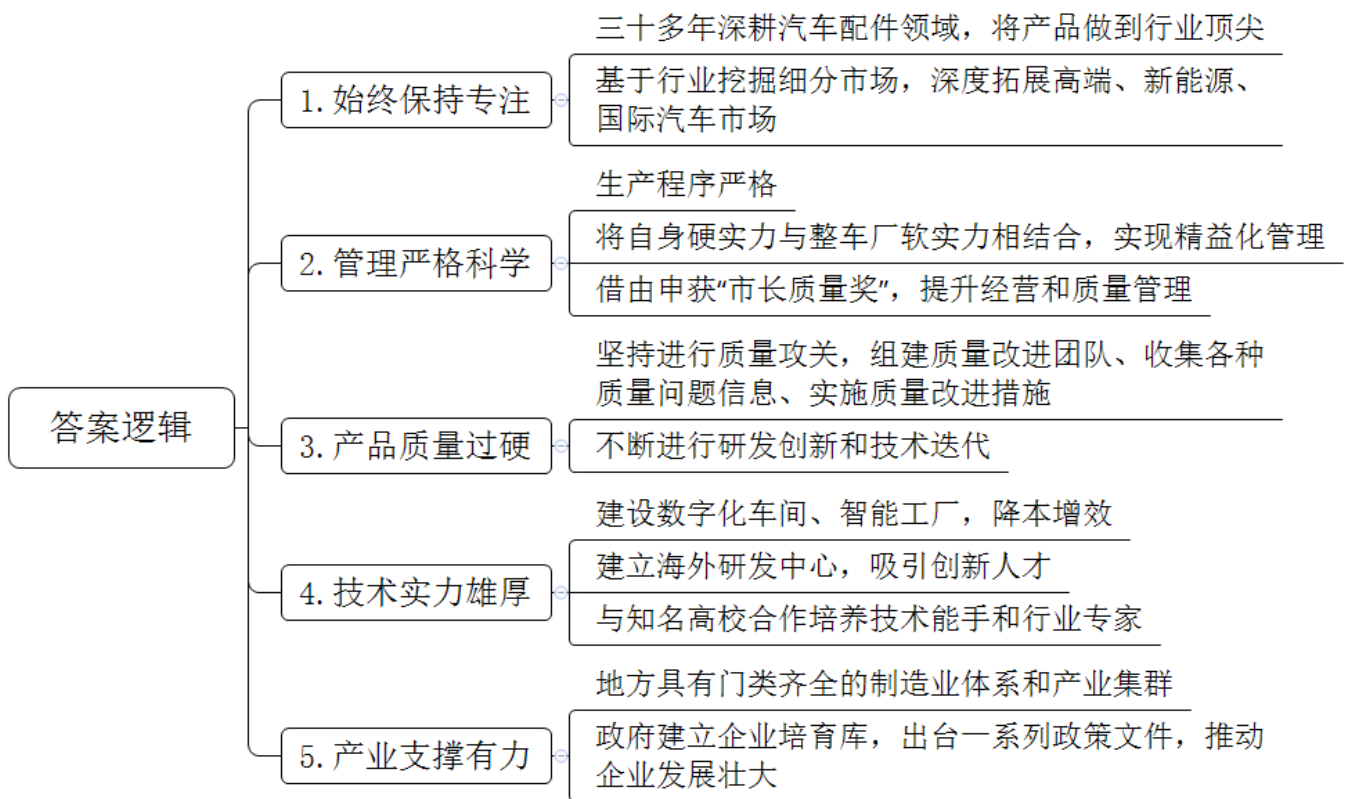 答案逻辑
1.始终保持专注
三十多年深耕汽车配件领域，将产品做到行业顶尖
基于行业挖掘细分市场，深度拓展高端、新能源、
国际汽车市场
2.管理严格科学
生产程序严格
将自身硬实力与整车厂软实力相结合，实现精益化管理
借由申获“市长质量奖”，提升经营和质量管理
3.产品质量过硬
坚持进行质量攻关，组建质量改进团队、收集各种
质量问题信息、实施质量改进措施
不断进行研发创新和技术迭代
4.技术实力雄厚
建设数字化车间、智能工厂，降本增效
建立海外研发中心，吸引创新人才
与知名高校合作培养技术能手和行业专家
5.产业支撑有力
地方具有门类齐全的制造业体系和产业集群
政府建立企业培育库，出台一系列政策文件，推动
企业发展壮大